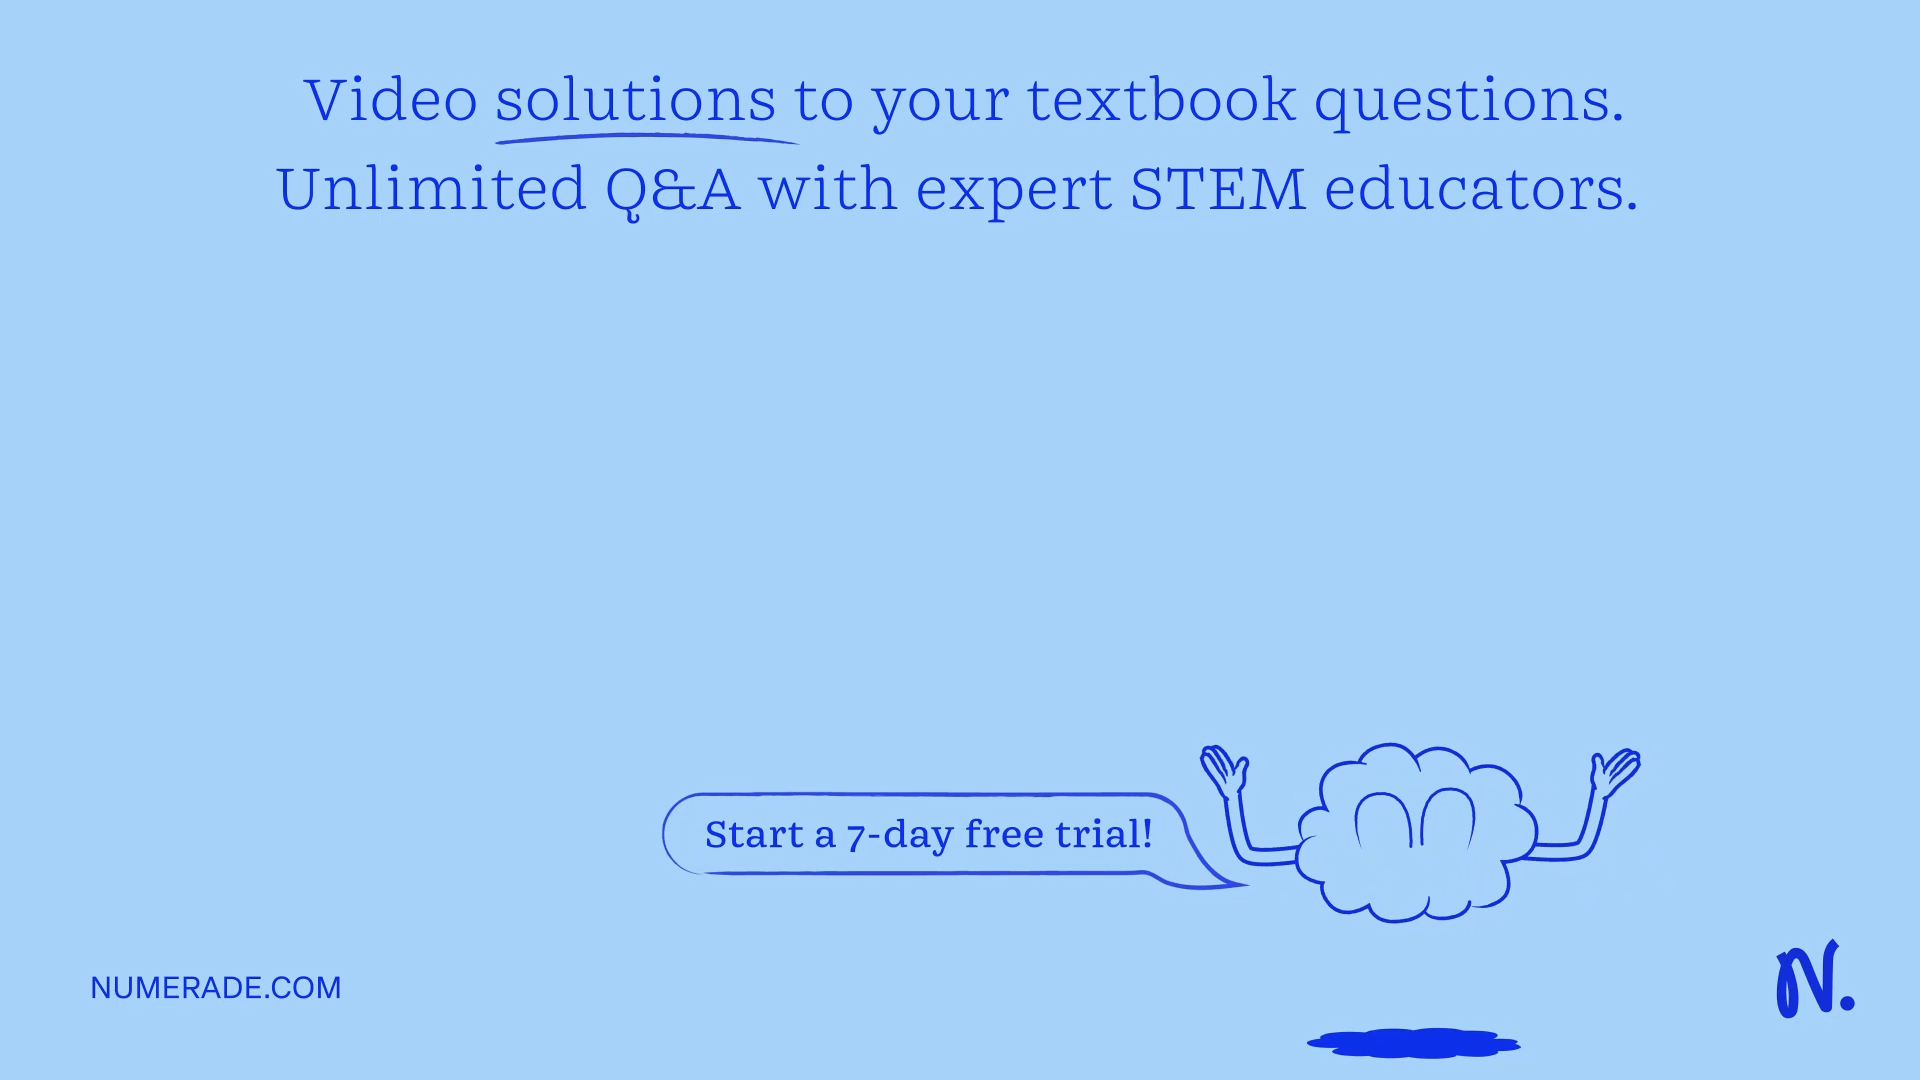 Video solutions to your textbook questions.
Unlimited Q&A with expert STEM educators.
Start a 7-day free trial!
NUMERADE.COM
N.